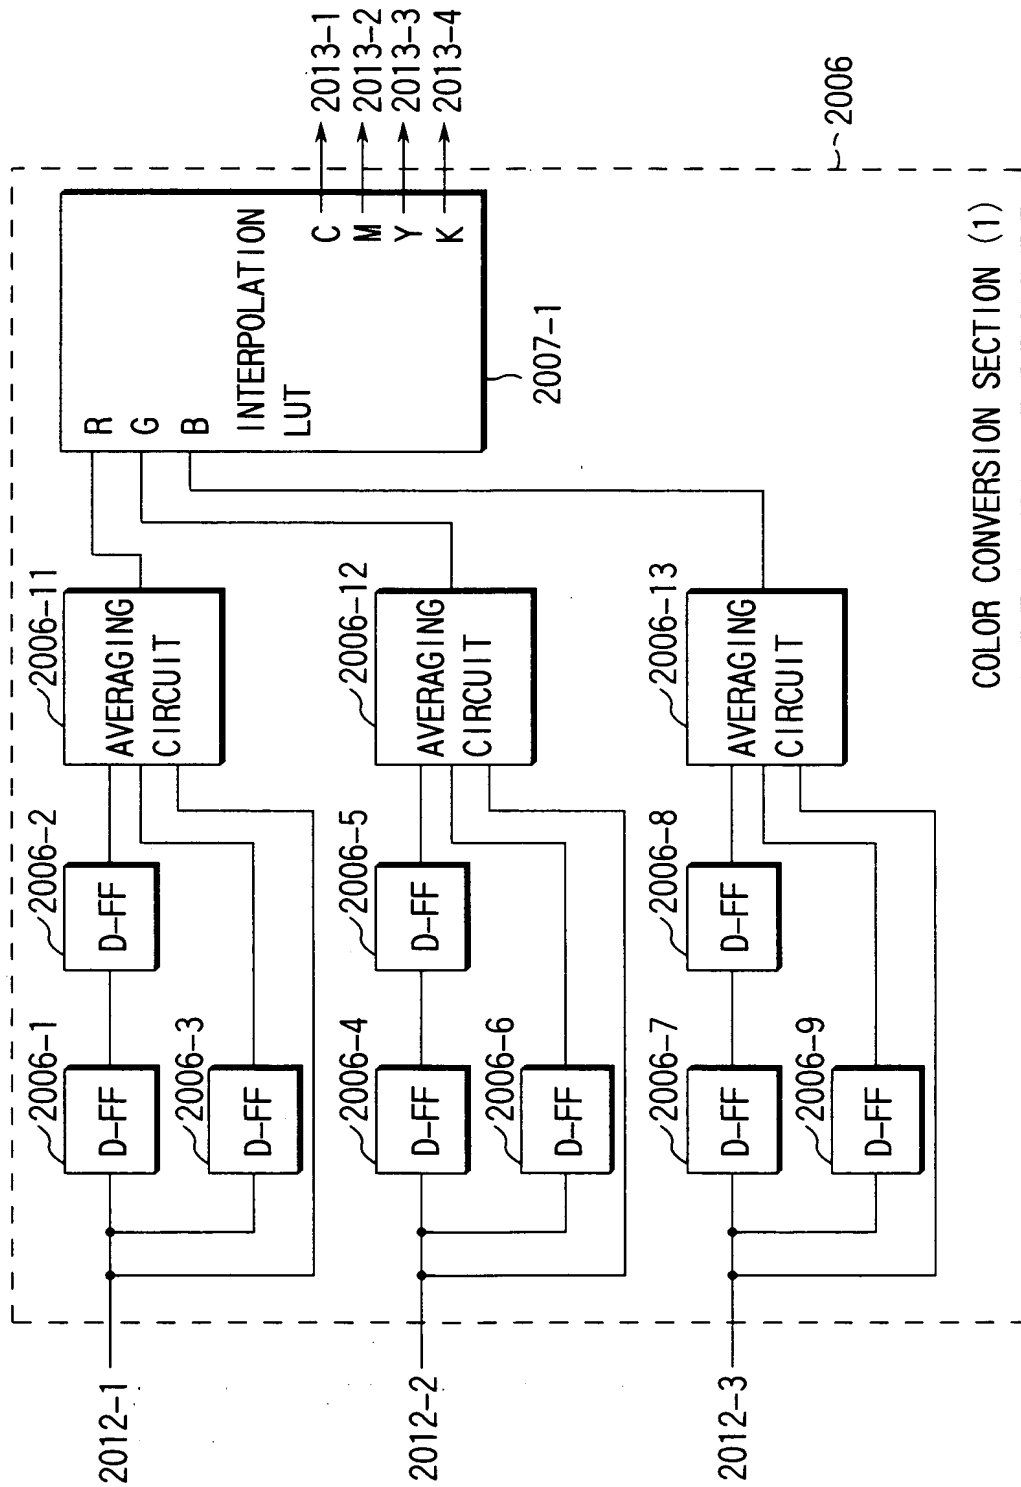 2012-1
2006-1
D-FF
2006-2
D-FF
2006-3
D-FF
2006-11
AVERAGING
CIRCUIT
2012-2
2006-4
D-FF
2006-5
D-FF
2006-6
D-FF
2006-12
AVERAGING
CIRCUIT
2012-3
2006-7
D-FF
2006-8
D-FF
2006-9
D-FF
2006-13
AVERAGING
CIRCUIT
R
G
B
INTERPOLATION
LUT
C
M
Y
K
2007-1
2013-1
2013-2
2013-3
2013-4
2006
COLOR CONVERSION SECTION (1)